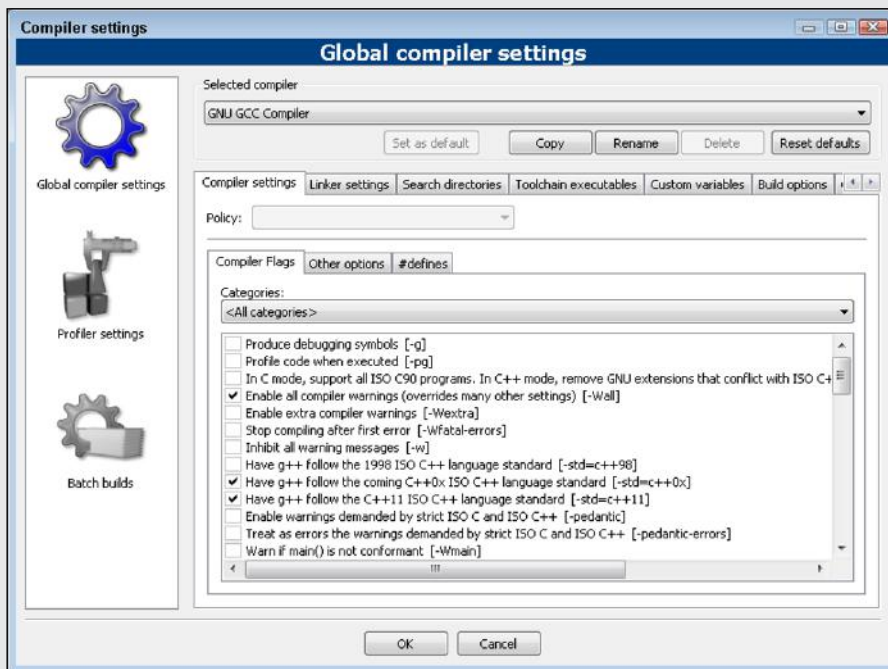 Compiler settings
Global compiler settings
Global compiler settings
Profiler settings
Batch builds
Selected compiler
GNU GCC Compiler
Set as default Copy Rename Delete Reset defaults
Compiler settings Linker settings Search directories Toolchain executables Custom variables Build options
Policy:
Compiler Flags Other options #defines
Categories:
<All categories>
Produce debugging symbols [-g]
Profile code when executed [-pg]
In C mode, support all ISO C90 programs. In C++ mode, remove GNU extensions that conflict with ISO C+
Enable all compiler warnings (overrides many other settings) [-Wall]
Enable extra compiler warnings [-Wextra]
Stop compiling after first error [-Wfatal-errors]
Inhibit all warning messages [-w]
Have g++ follow the 1998 ISO C++ language standard [-std=c++98]
Have g++ follow the coming C++0x ISO C++ language standard [-std=c++0x]
Have g++ follow the C++11 ISO C++ language standard [-std=c++11]
Enable warnings demanded by strict ISO C and ISO C++ [-pedantic]
Treat as errors the warnings demanded by strict ISO C and ISO C++ [-pedantic-errors]
Warn if main() is not conformant [-Wmain]
OK Cancel